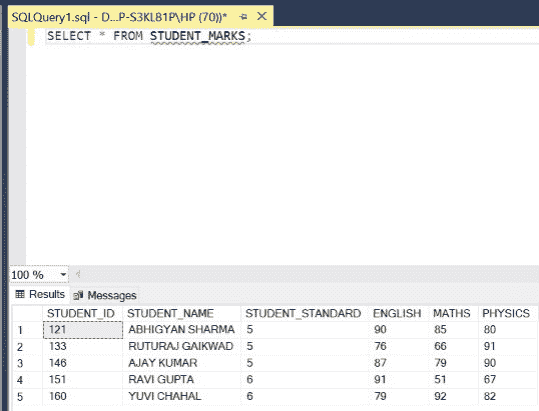 SQLQuery1.sql - D...P-S3KL81P\HP (70))*
SELECT * FROM STUDENT_MARKS;
100 %
Results Messages
STUDENT_ID STUDENT_NAME STUDENT_STANDARD ENGLISH MATHS PHYSICS
1 121 ABHIGYAN SHARMA 5 90 85 80
2 133 RUTURAJ GAIKWAD 5 76 66 91
3 146 AJAY KUMAR 5 87 79 90
4 151 RAVI GUPTA 6 91 51 67
5 160 YUVI CHAHAL 6 79 92 82